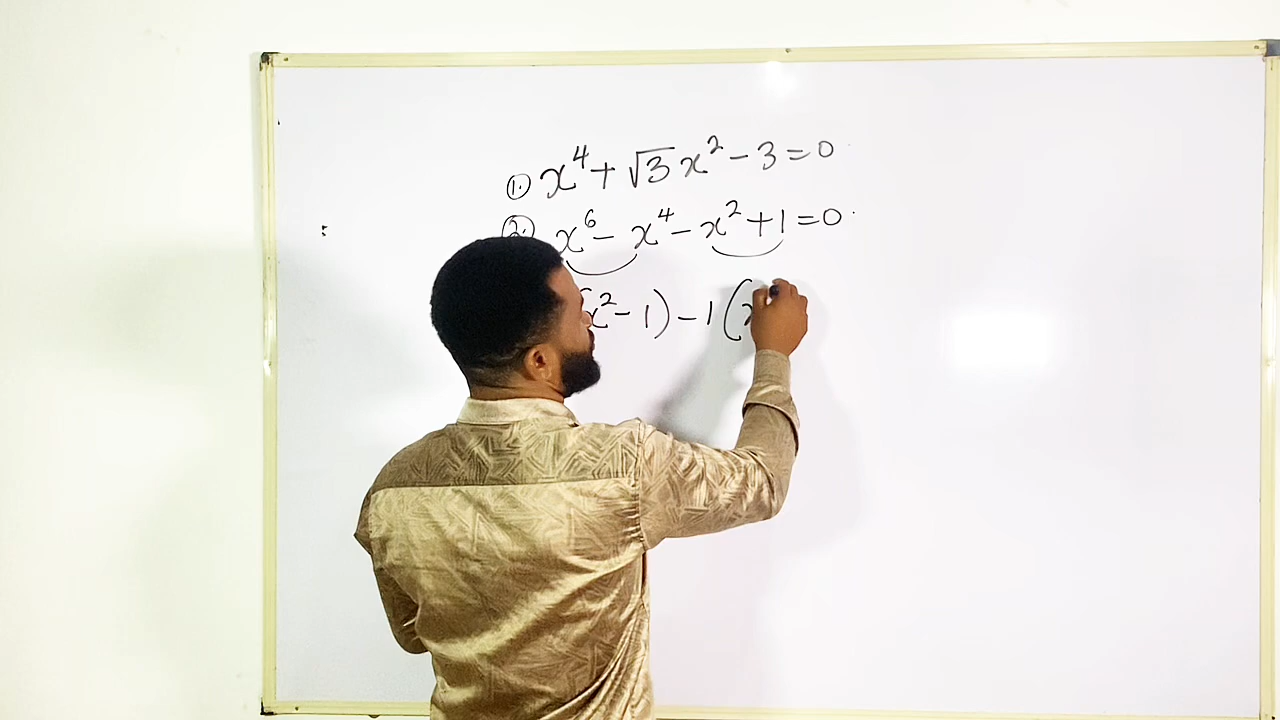 ①. x⁴ + √3 x² − 3 = 0
②. x⁶ − x⁴ − x² + 1 = 0
(x² − 1) − 1 (x